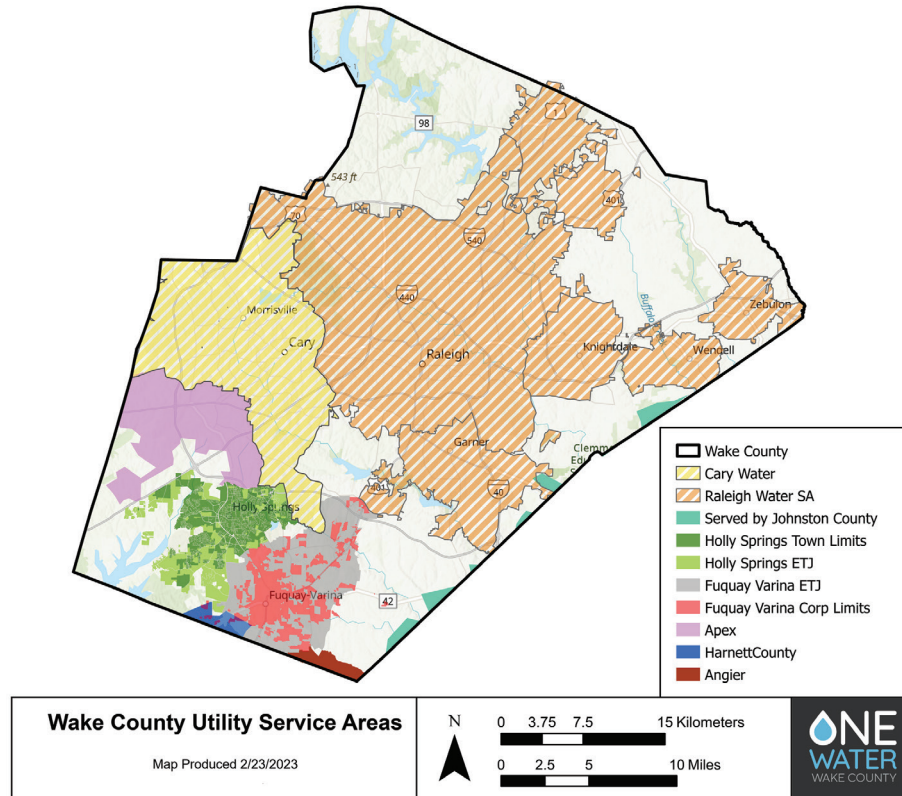 98
1
543 ft
401
70
540
Buffalo
440
Zebulon
Morrisville
Cary
Raleigh
Knightdale
Wendell
Garner
Clemm
Edu
S
401
40
Holly Springs
Fuquay-Varina
42
Wake County
Cary Water
Raleigh Water SA
Served by Johnston County
Holly Springs Town Limits
Holly Springs ETJ
Fuquay Varina ETJ
Fuquay Varina Corp Limits
Apex
HarnettCounty
Angier
Wake County Utility Service Areas
Map Produced 2/23/2023
N
0 3.75 7.5 15 Kilometers
0 2.5 5 10 Miles
ONE
WATER
WAKE COUNTY